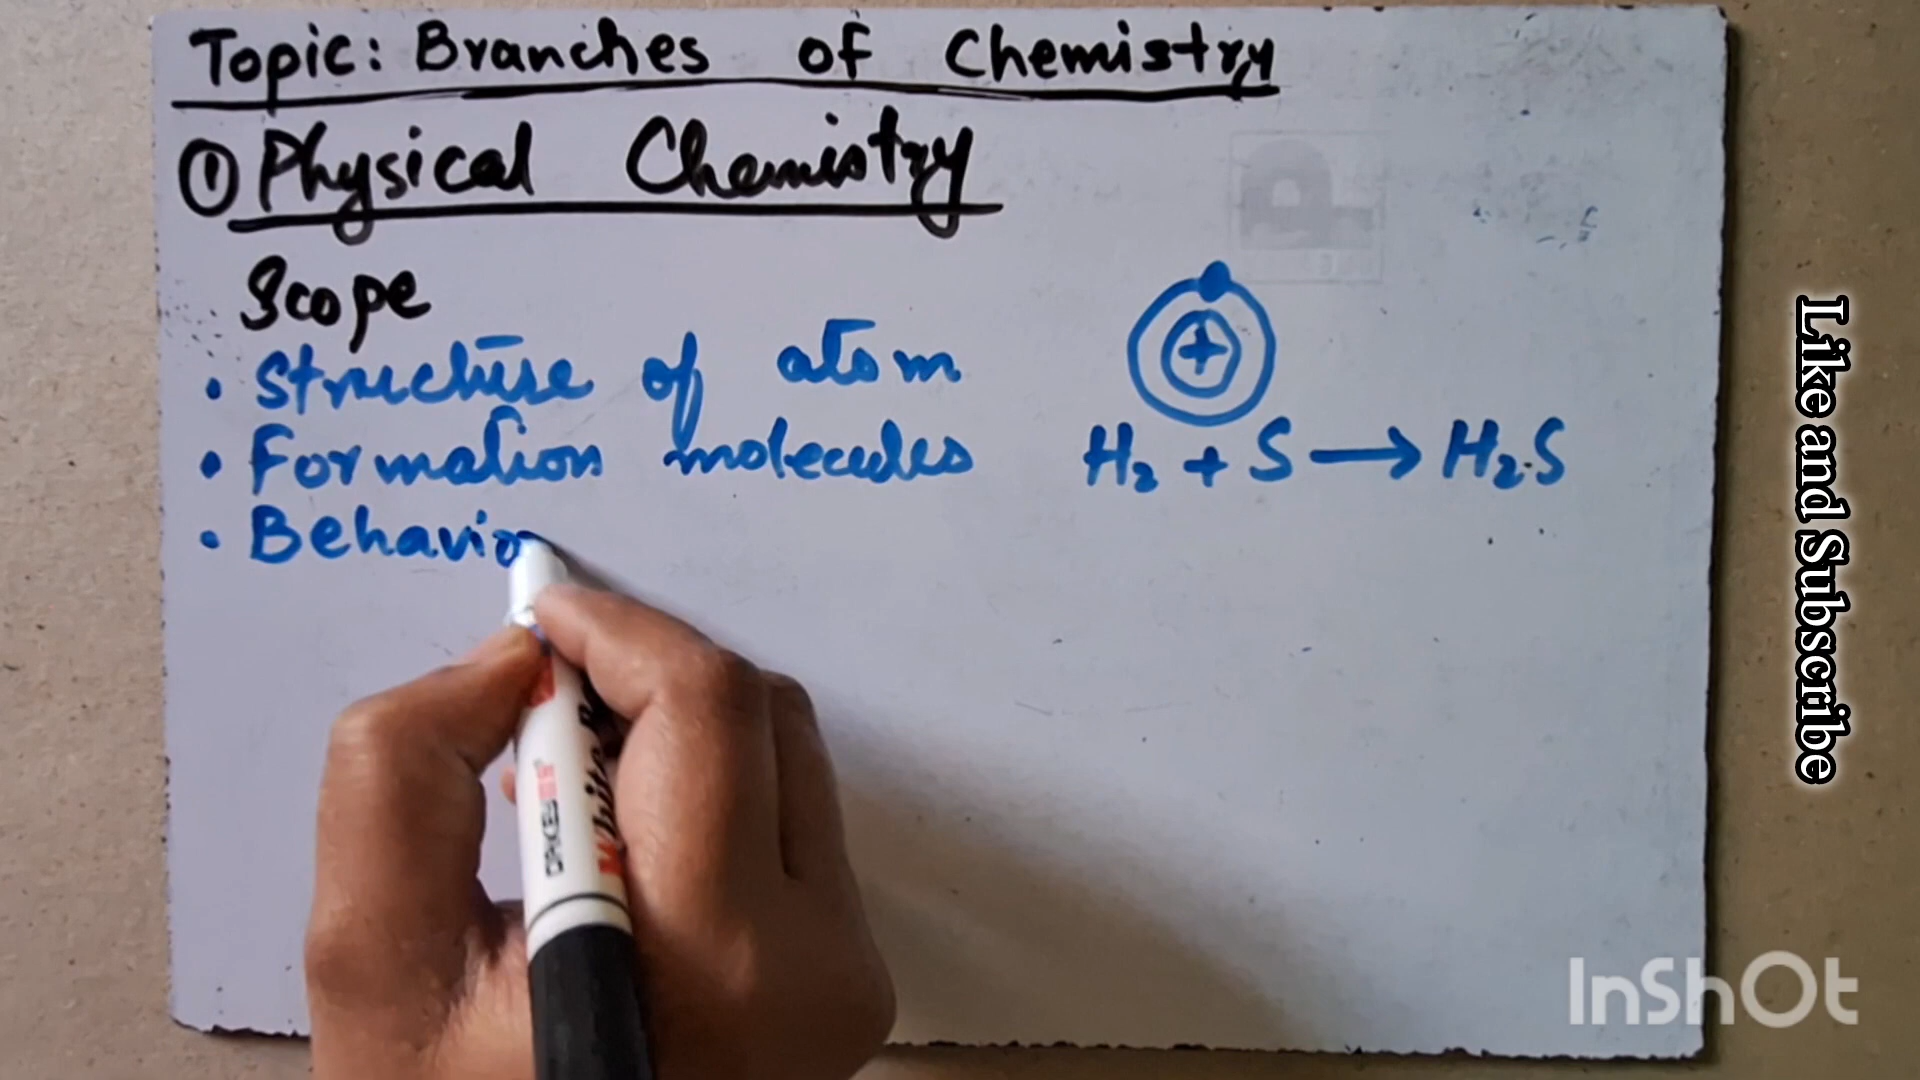 Topic: Branches of Chemistry
① Physical Chemistry
Scope
• Structure of atom
+
• Formation molecules H₂ + S → H₂S
• Behavio
Like and Subscribe
InShOt